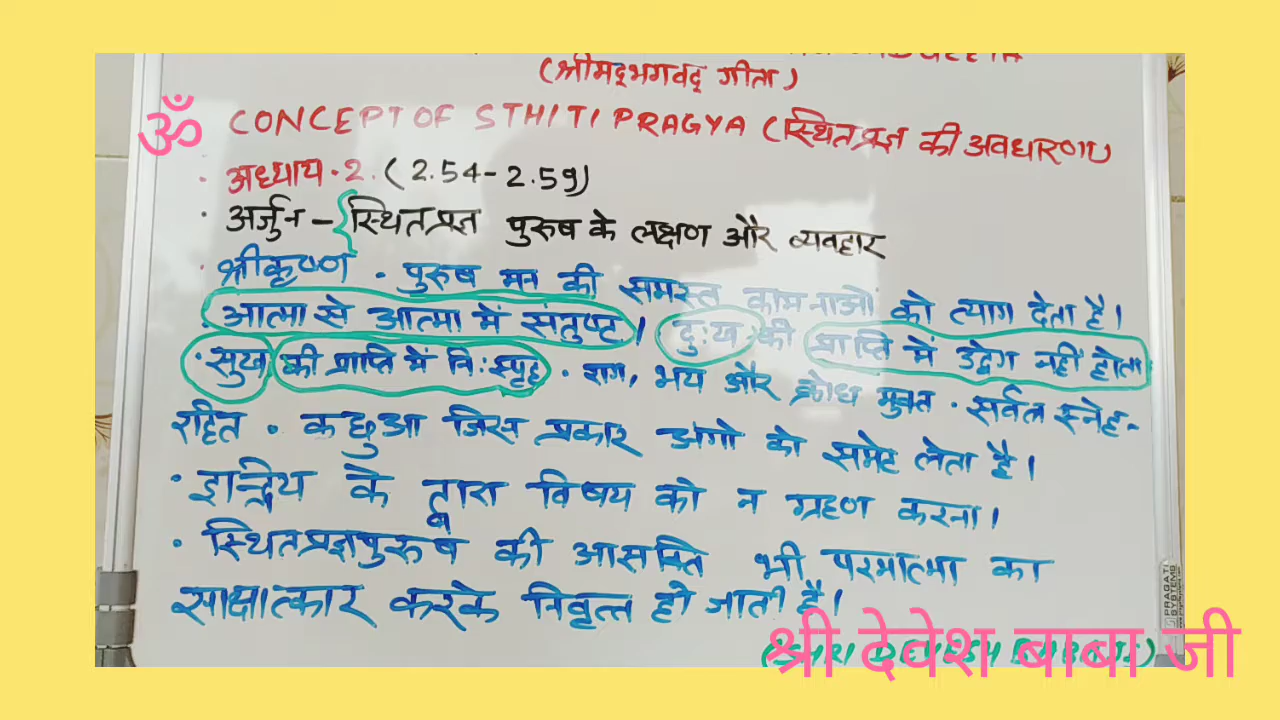 (श्रीमद्भगवद् गीता)
ॐ CONCEPT OF STHITI PRAGYA (स्थितप्रज्ञ की अवधारणा)
· अध्याय · 2. (2.54 - 2.59)
· अर्जुन - { स्थितप्रज्ञ पुरुष के लक्षण और व्यवहार
· श्रीकृष्ण · पुरुष मन की समस्त कामनाओं को त्याग देता है।
· आत्मा से आत्मा में संतुष्ट। दुःख की प्राप्ति में उद्वेग नहीं होता
· सुख की प्राप्ति में निःस्पृह · राग, भय और क्रोध मुक्त · सर्वत्र स्नेह-
रहित · कछुआ जिस प्रकार अंगो को समेट लेता है।
· इन्द्रिय के द्वारा विषय को न ग्रहण करना।
· स्थितप्रज्ञपुरुष की आसक्ति भी परमात्मा का
साक्षात्कार करके निवृत्त हो जाती है।
श्री देवेश बाबा जी
PRAGATI SYSTEMS